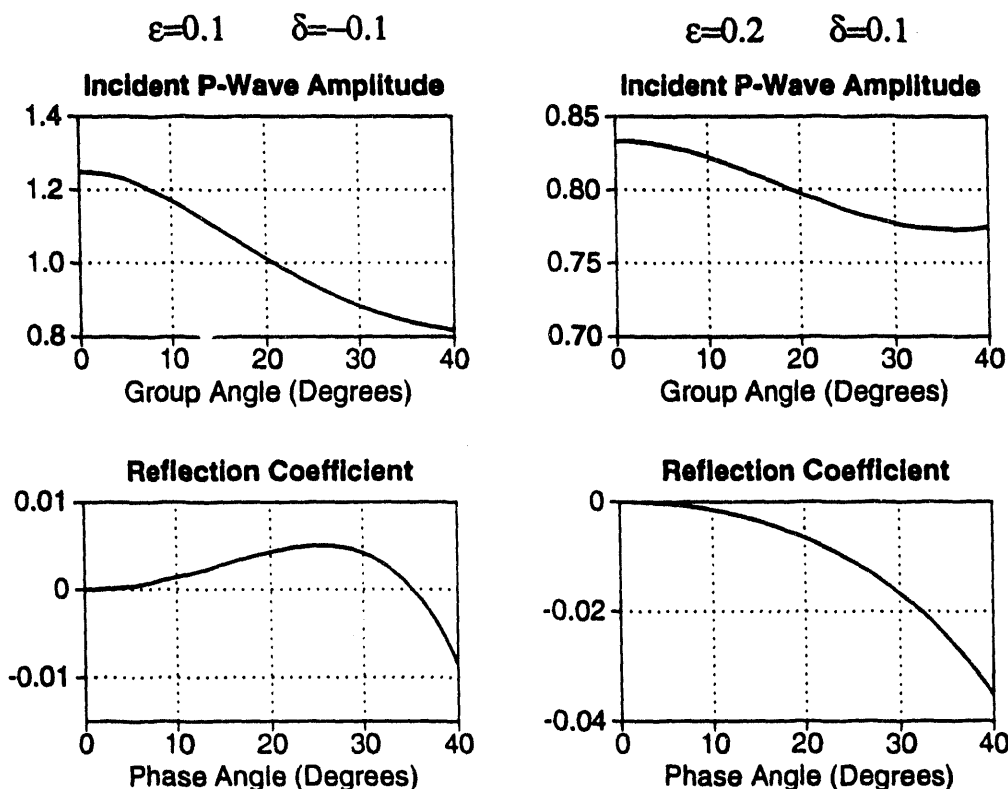 ε=0.1 δ=−0.1
Incident P-Wave Amplitude
1.4
1.2
1.0
0.8
0 10 20 30 40
Group Angle (Degrees)
Reflection Coefficient
0.01
0
-0.01
0 10 20 30 40
Phase Angle (Degrees)
ε=0.2 δ=0.1
Incident P-Wave Amplitude
0.85
0.80
0.75
0.70
0 10 20 30 40
Group Angle (Degrees)
Reflection Coefficient
0
-0.02
-0.04
0 10 20 30 40
Phase Angle (Degrees)